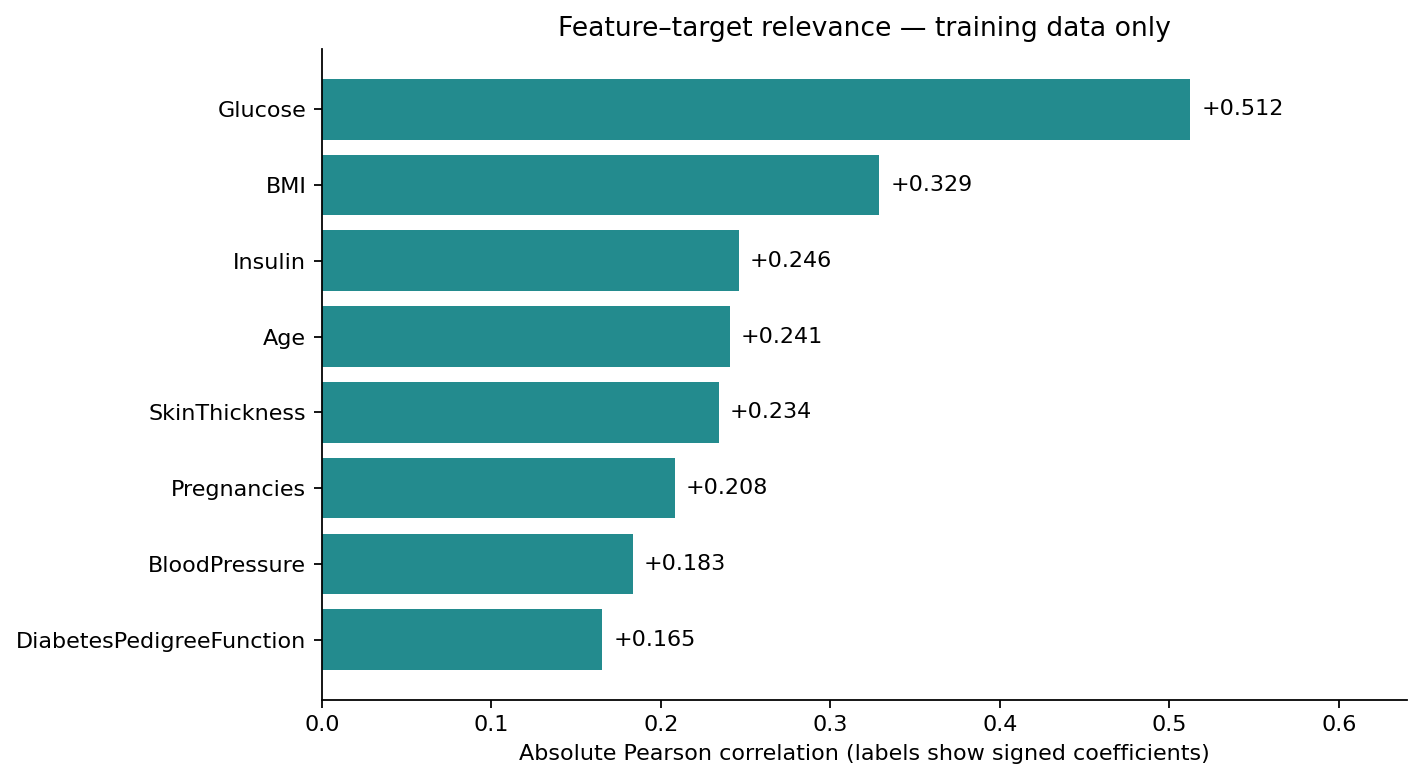 Feature–target relevance — training data only
Glucose
+0.512
BMI
+0.329
Insulin
+0.246
Age
+0.241
SkinThickness
+0.234
Pregnancies
+0.208
BloodPressure
+0.183
DiabetesPedigreeFunction
+0.165
0.0 0.1 0.2 0.3 0.4 0.5 0.6
Absolute Pearson correlation (labels show signed coefficients)